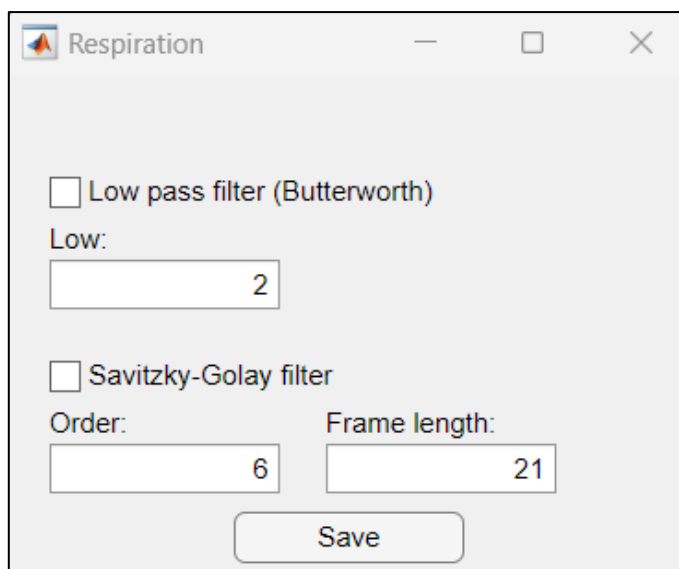 Respiration
Low pass filter (Butterworth)
Low:
2
Savitzky-Golay filter
Order: Frame length:
6 21
Save